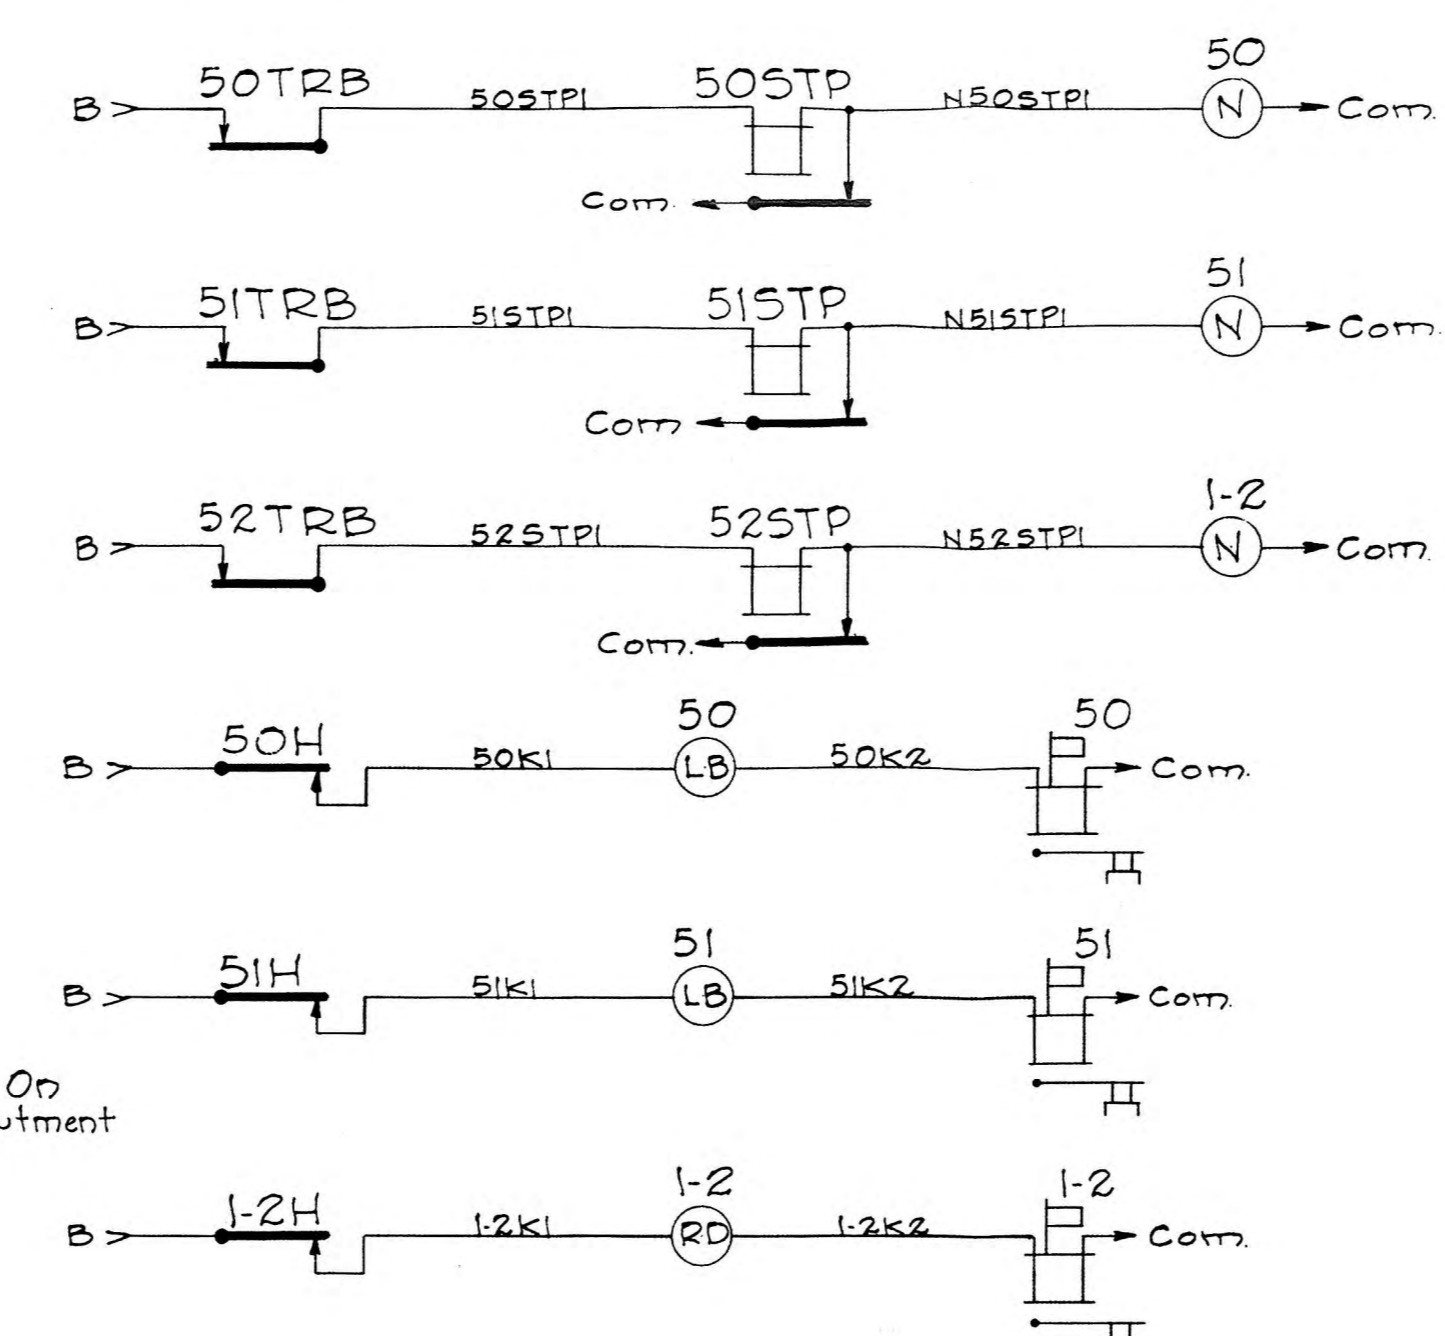 50
50TRB 50STP
B 50STP1 N50STP1 N Com.
Com.
51
51TRB 51STP
B 51STP1 N51STP1 N Com.
Com
1-2
52TRB 52STP
B 52STP1 N52STP1 N Com.
Com.
50 50
50H
B 50K1 LB 50K2 Com.
51 51
51H
B 51K1 LB 51K2 Com.
On
utment
1-2 1-2
1-2H
B 1-2K1 RD 1-2K2 Com.